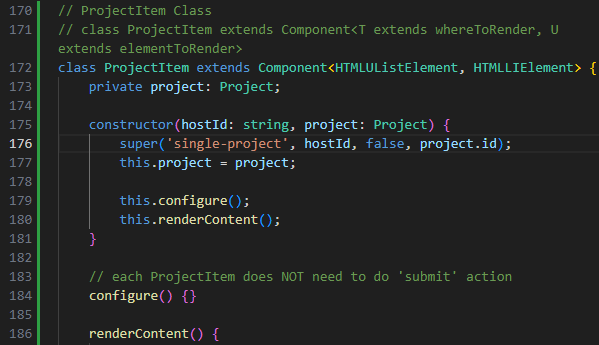 170 // ProjectItem Class
171 // class ProjectItem extends Component<T extends whereToRender, U
extends elementToRender>
172 class ProjectItem extends Component<HTMLUListElement, HTMLLIElement> {
173 private project: Project;
174
175 constructor(hostId: string, project: Project) {
176 super('single-project', hostId, false, project.id);
177 this.project = project;
178
179 this.configure();
180 this.renderContent();
181 }
182
183 // each ProjectItem does NOT need to do 'submit' action
184 configure() {}
185
186 renderContent() {